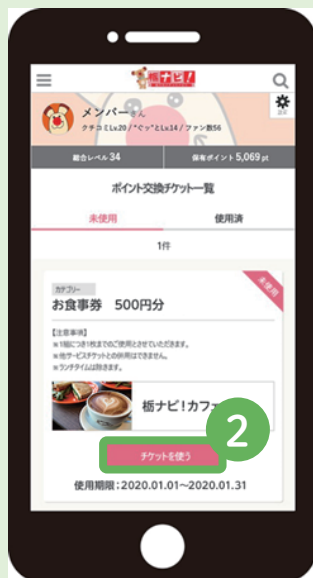 栃ナビ!
メンバーさん
クチコミLv.20 / "ぐッ"とLv.14 / ファン数56
総合レベル 34
保有ポイント 5,069 pt
ポイント交換チケット一覧
未使用
使用済
1件
未使用
カテゴリー
お食事券 500円分
【注意事項】
※1組につき1枚までのご使用とさせていただきます。
※他サービスチケットとの併用はできません。
※ランチタイムは除きます。
栃ナビ!カフェ
2
チケットを使う
使用期限:2020.01.01~2020.01.31